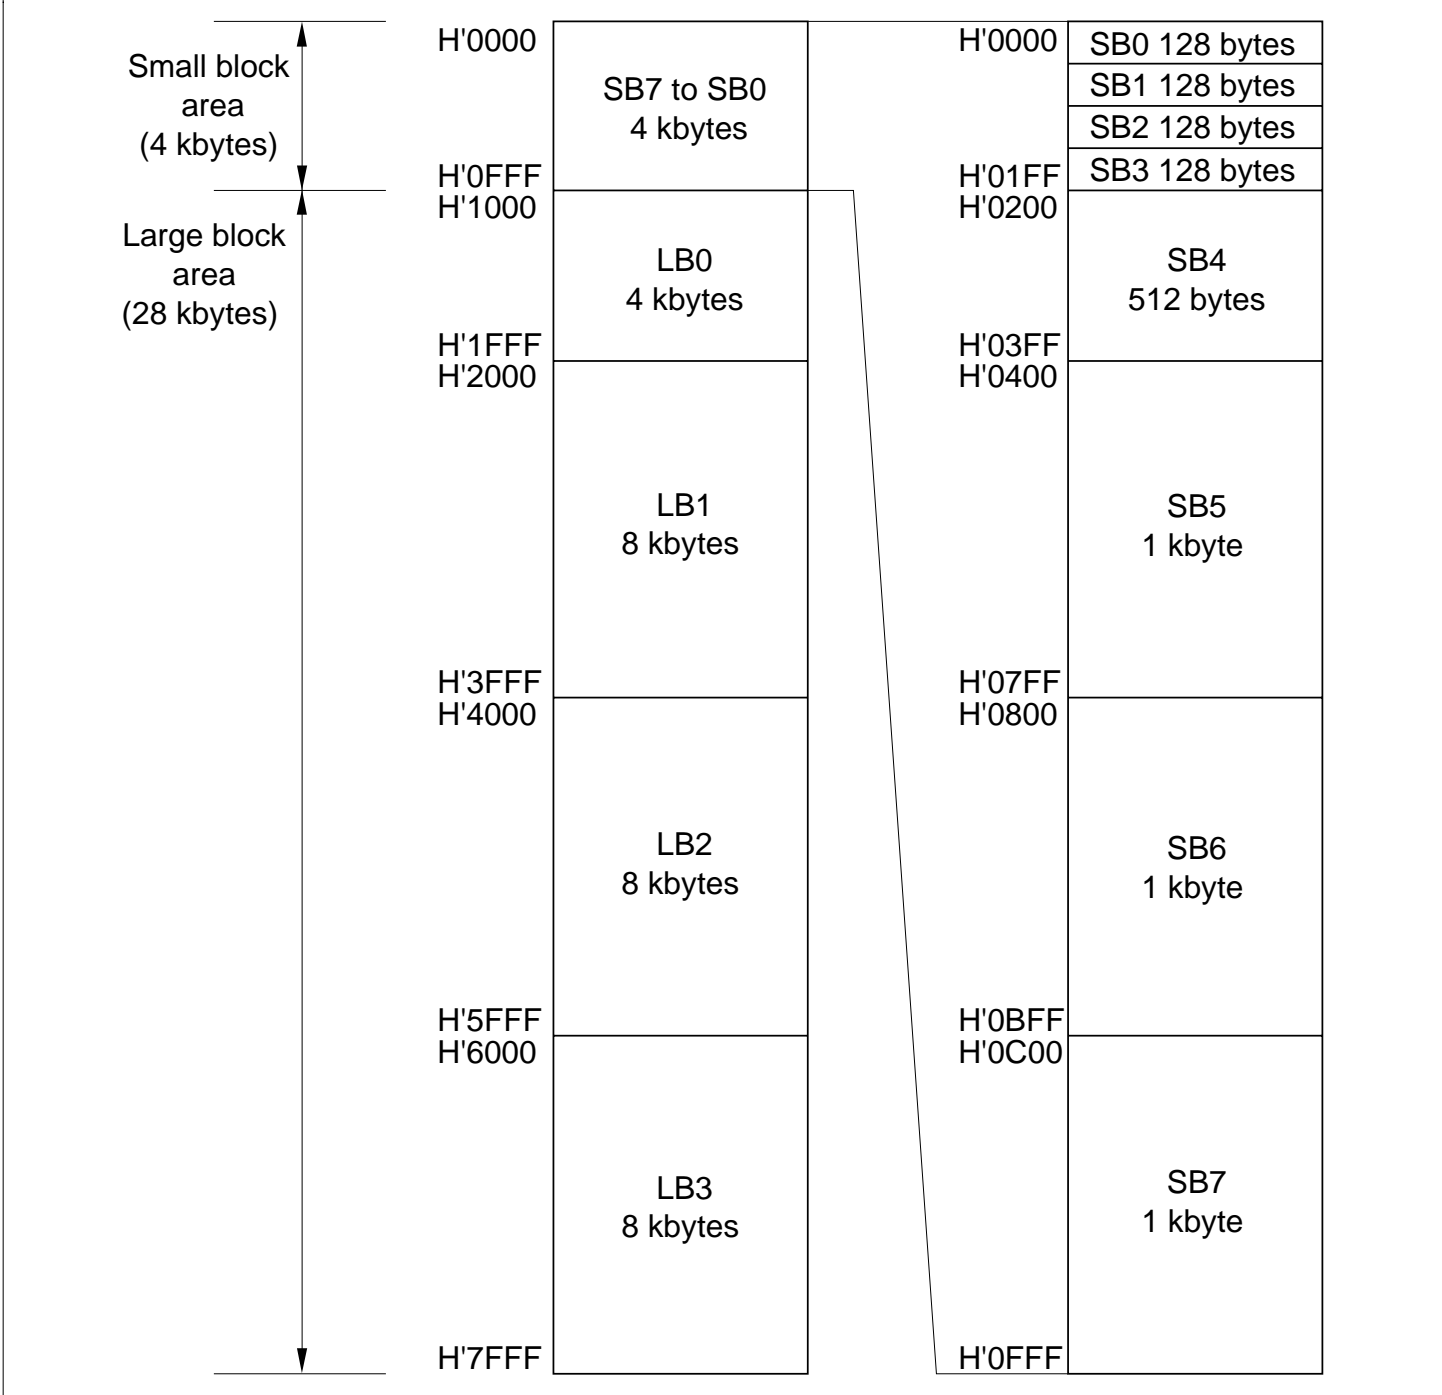 Small block
area
(4 kbytes)
Large block
area
(28 kbytes)
H'0000
SB7 to SB0
4 kbytes
H'0FFF
H'1000
LB0
4 kbytes
H'1FFF
H'2000
LB1
8 kbytes
H'3FFF
H'4000
LB2
8 kbytes
H'5FFF
H'6000
LB3
8 kbytes
H'7FFF
H'0000
SB0 128 bytes
SB1 128 bytes
SB2 128 bytes
SB3 128 bytes
H'01FF
H'0200
SB4
512 bytes
H'03FF
H'0400
SB5
1 kbyte
H'07FF
H'0800
SB6
1 kbyte
H'0BFF
H'0C00
SB7
1 kbyte
H'0FFF